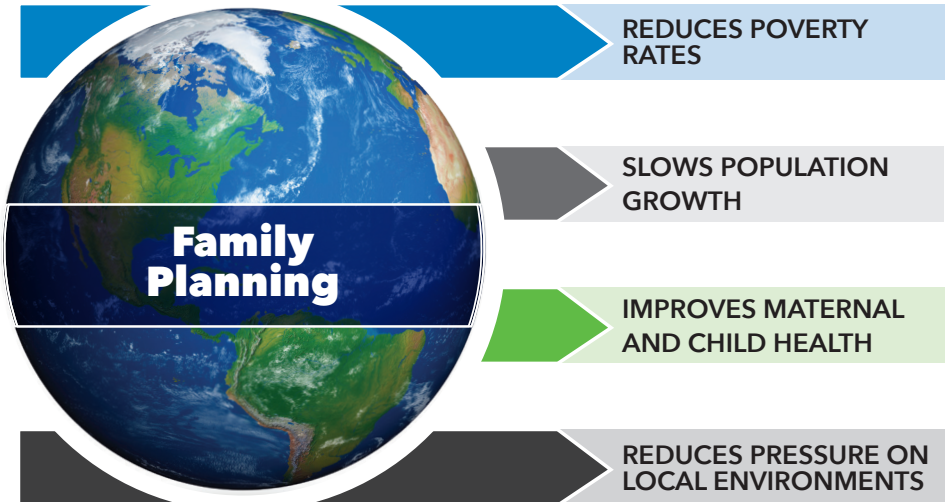 REDUCES POVERTY
RATES
SLOWS POPULATION
GROWTH
Family
Planning
IMPROVES MATERNAL
AND CHILD HEALTH
REDUCES PRESSURE ON
LOCAL ENVIRONMENTS